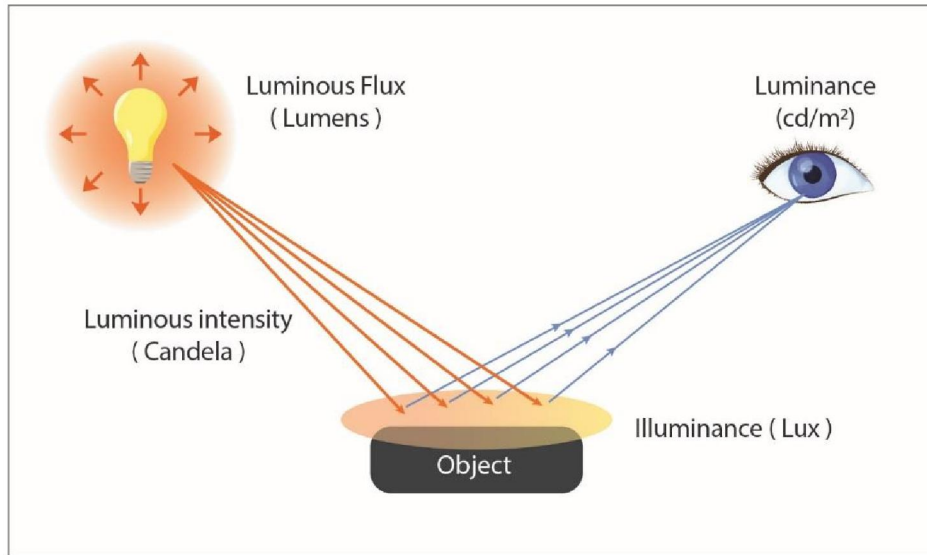 Luminous Flux
( Lumens )
Luminance
(cd/m²)
Luminous intensity
( Candela )
Illuminance ( Lux )
Object